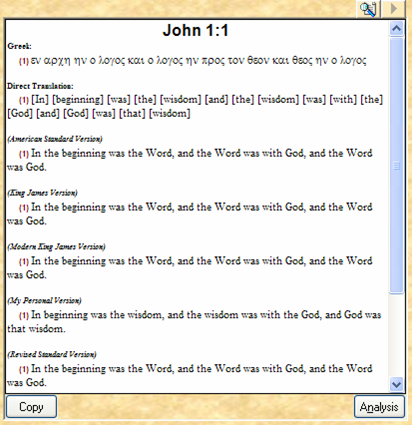 John 1:1
Greek:
(1) εν αρχη ην ο λογος και ο λογος ην προς τον θεον και θεος ην ο λογος
Direct Translation:
(1) [In] [beginning] [was] [the] [wisdom] [and] [the] [wisdom] [was] [with] [the]
[God] [and] [God] [was] [that] [wisdom]
(American Standard Version)
(1) In the beginning was the Word, and the Word was with God, and the Word
was God.
(King James Version)
(1) In the beginning was the Word, and the Word was with God, and the Word
was God.
(Modern King James Version)
(1) In the beginning was the Word, and the Word was with God, and the Word
was God.
(My Personal Version)
(1) In beginning was the wisdom, and the wisdom was with the God, and God was
that wisdom.
(Revised Standard Version)
(1) In the beginning was the Word, and the Word was with God, and the Word
was God.
Copy
Analysis